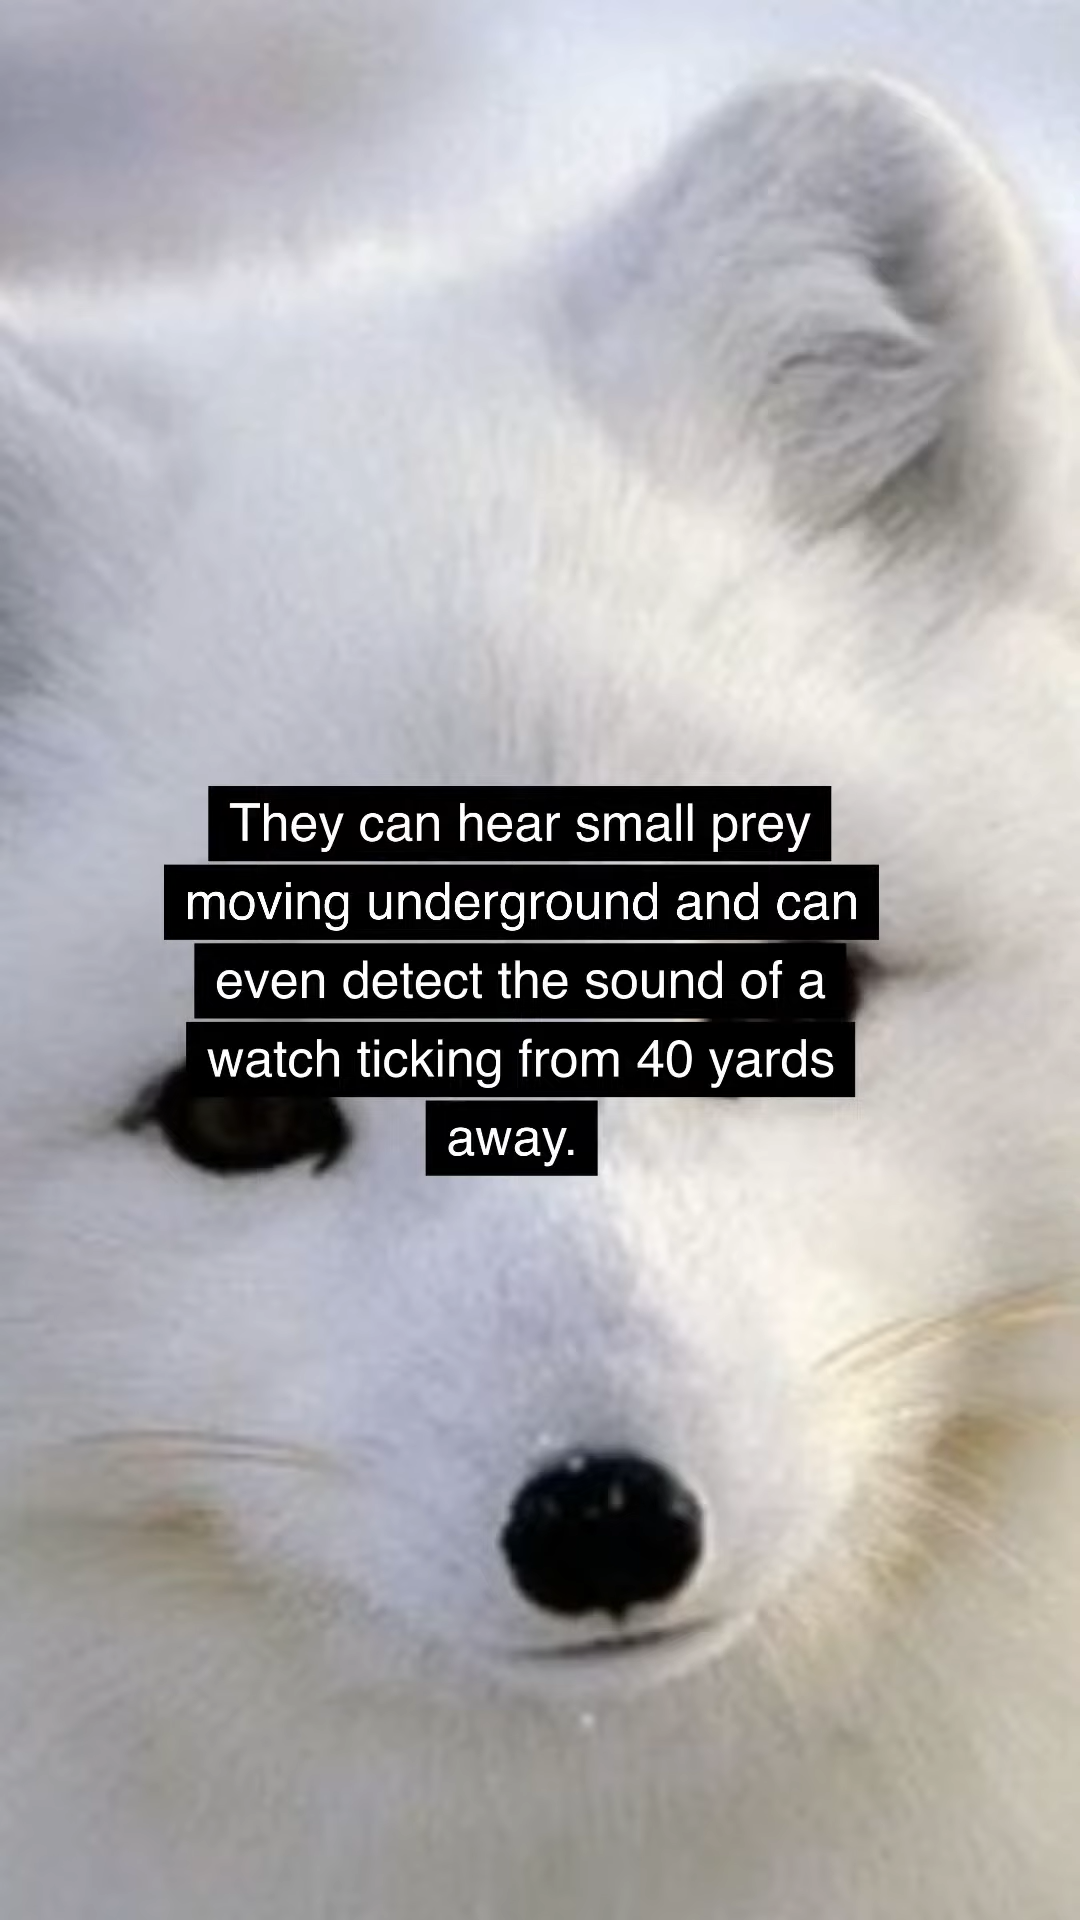 They can hear small prey
moving underground and can
even detect the sound of a
watch ticking from 40 yards
away.